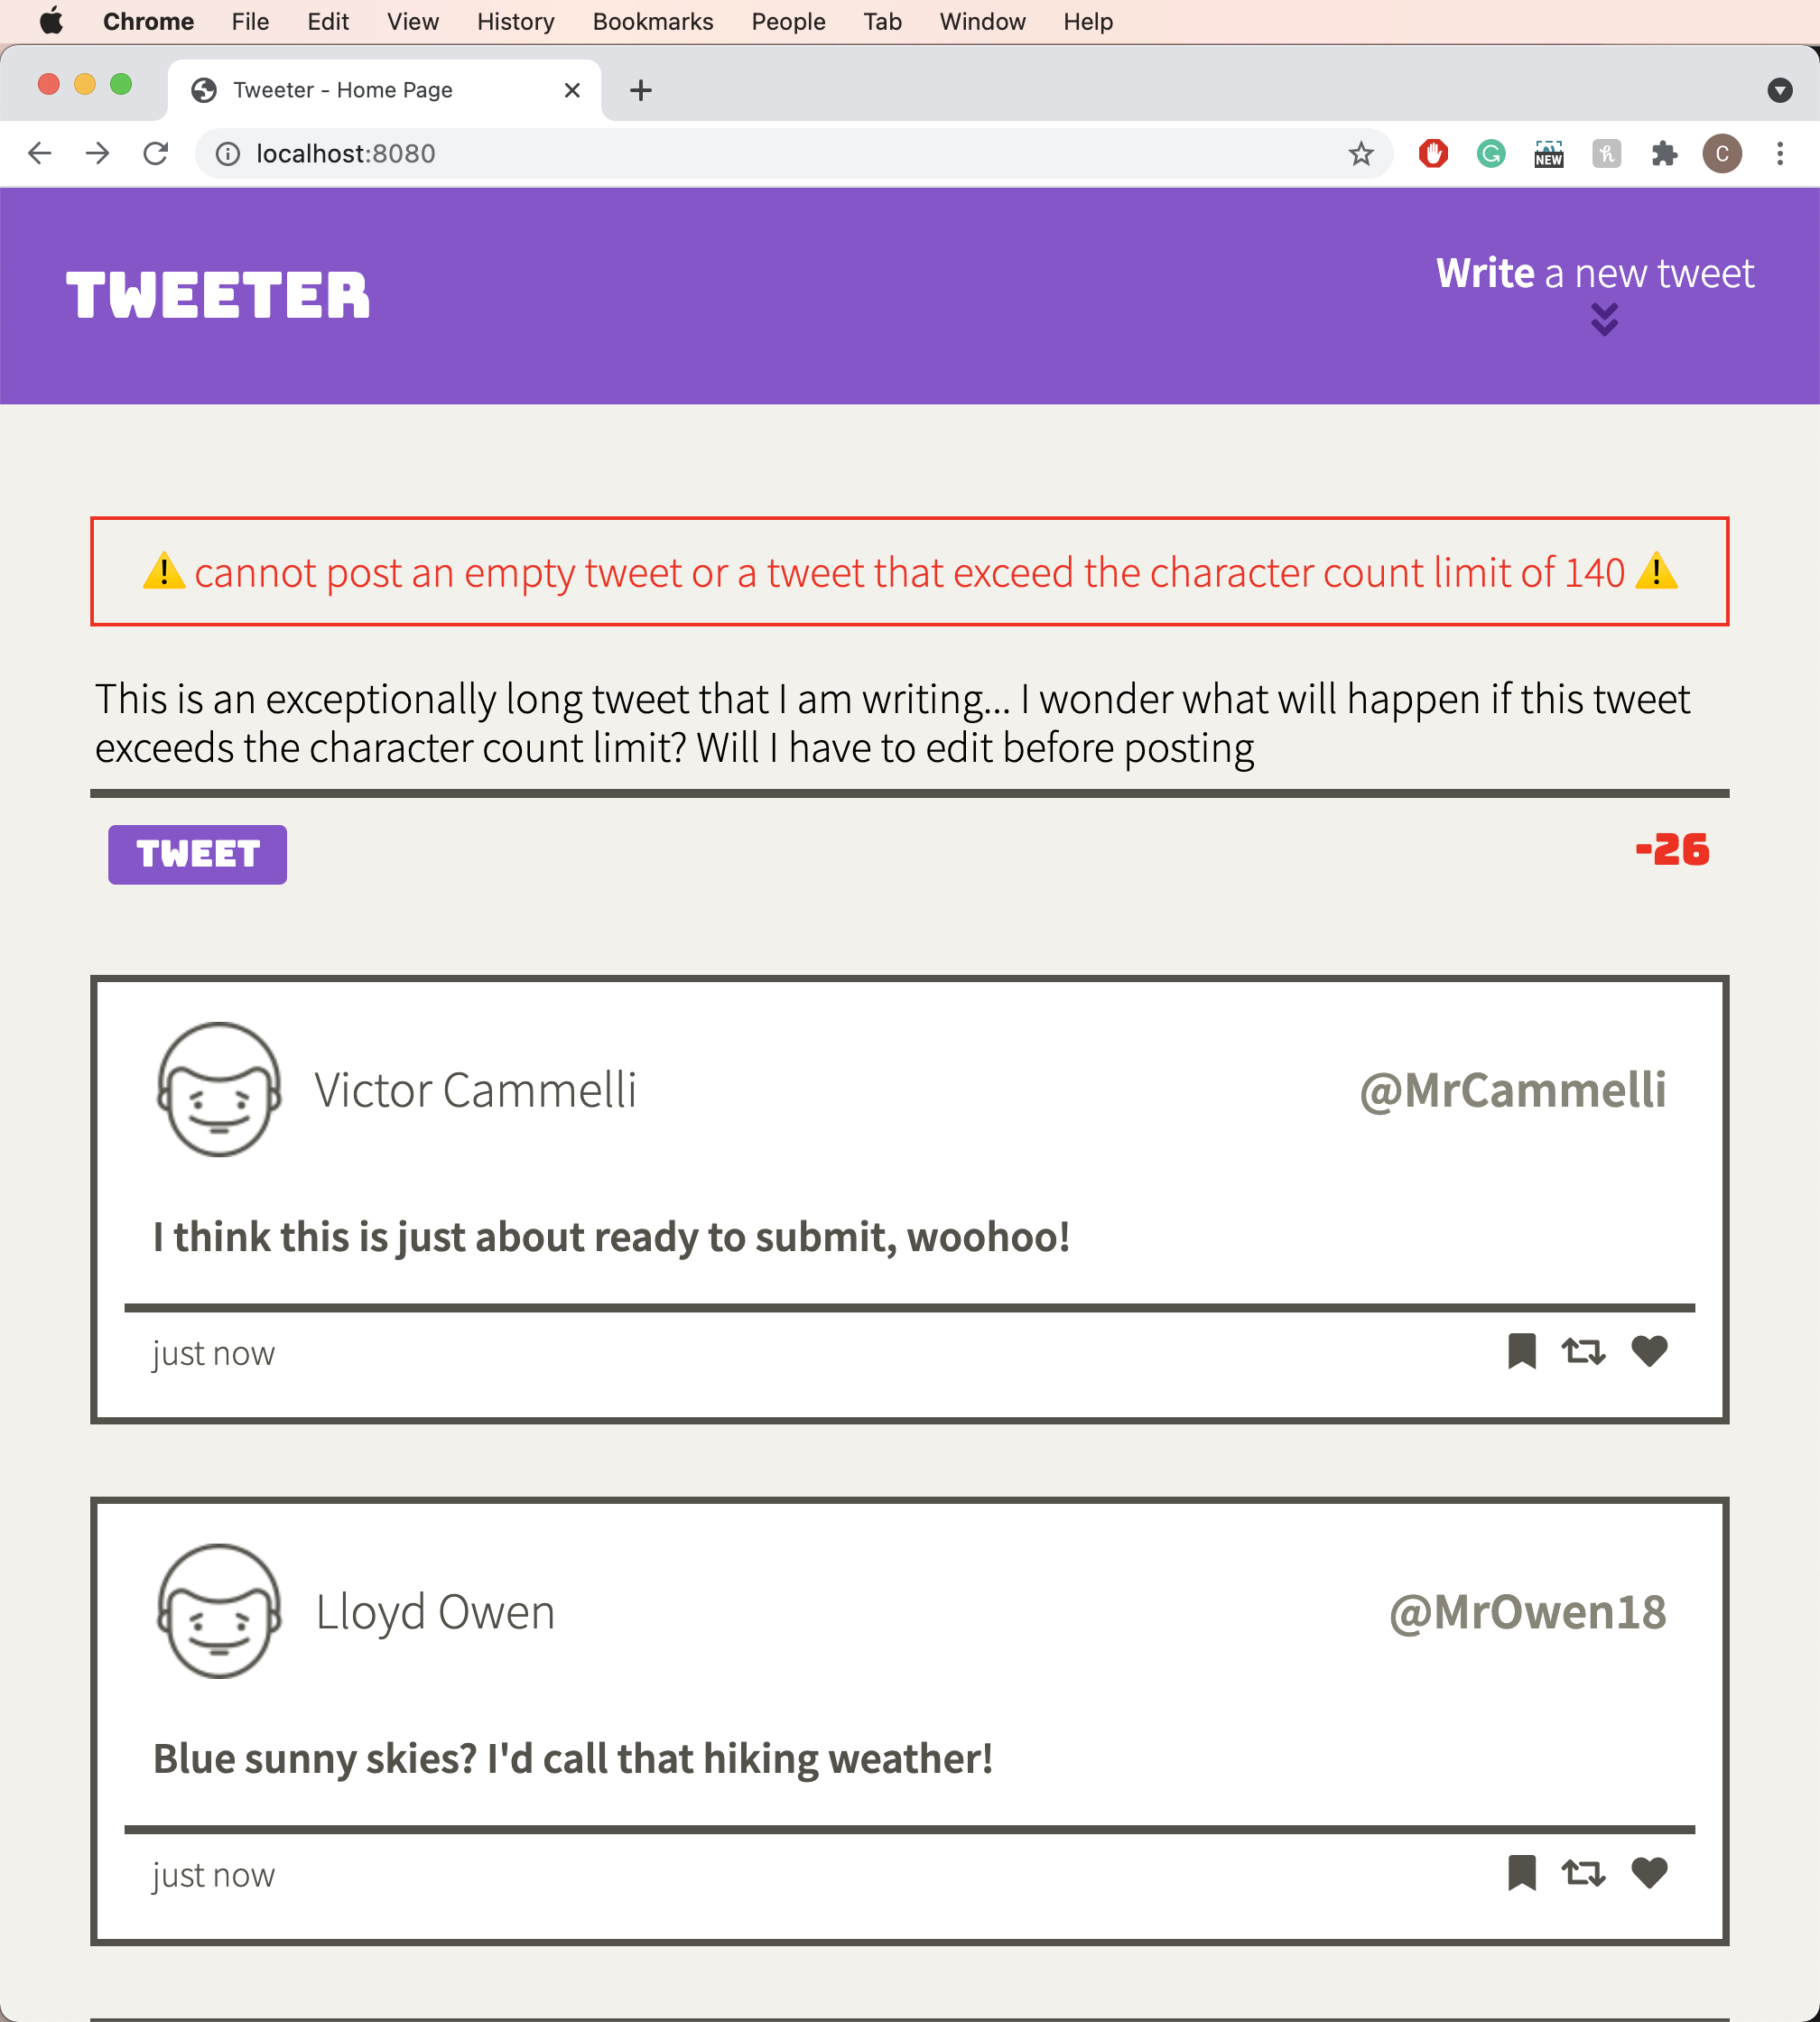 Chrome File Edit View History Bookmarks People Tab Window Help
Tweeter - Home Page
localhost:8080
NEW
C
TWEETER
Write a new tweet
⚠️ cannot post an empty tweet or a tweet that exceed the character count limit of 140 ⚠️
This is an exceptionally long tweet that I am writing... I wonder what will happen if this tweet
exceeds the character count limit? Will I have to edit before posting
TWEET
-26
Victor Cammelli
@MrCammelli
I think this is just about ready to submit, woohoo!
just now
Lloyd Owen
@MrOwen18
Blue sunny skies? I'd call that hiking weather!
just now